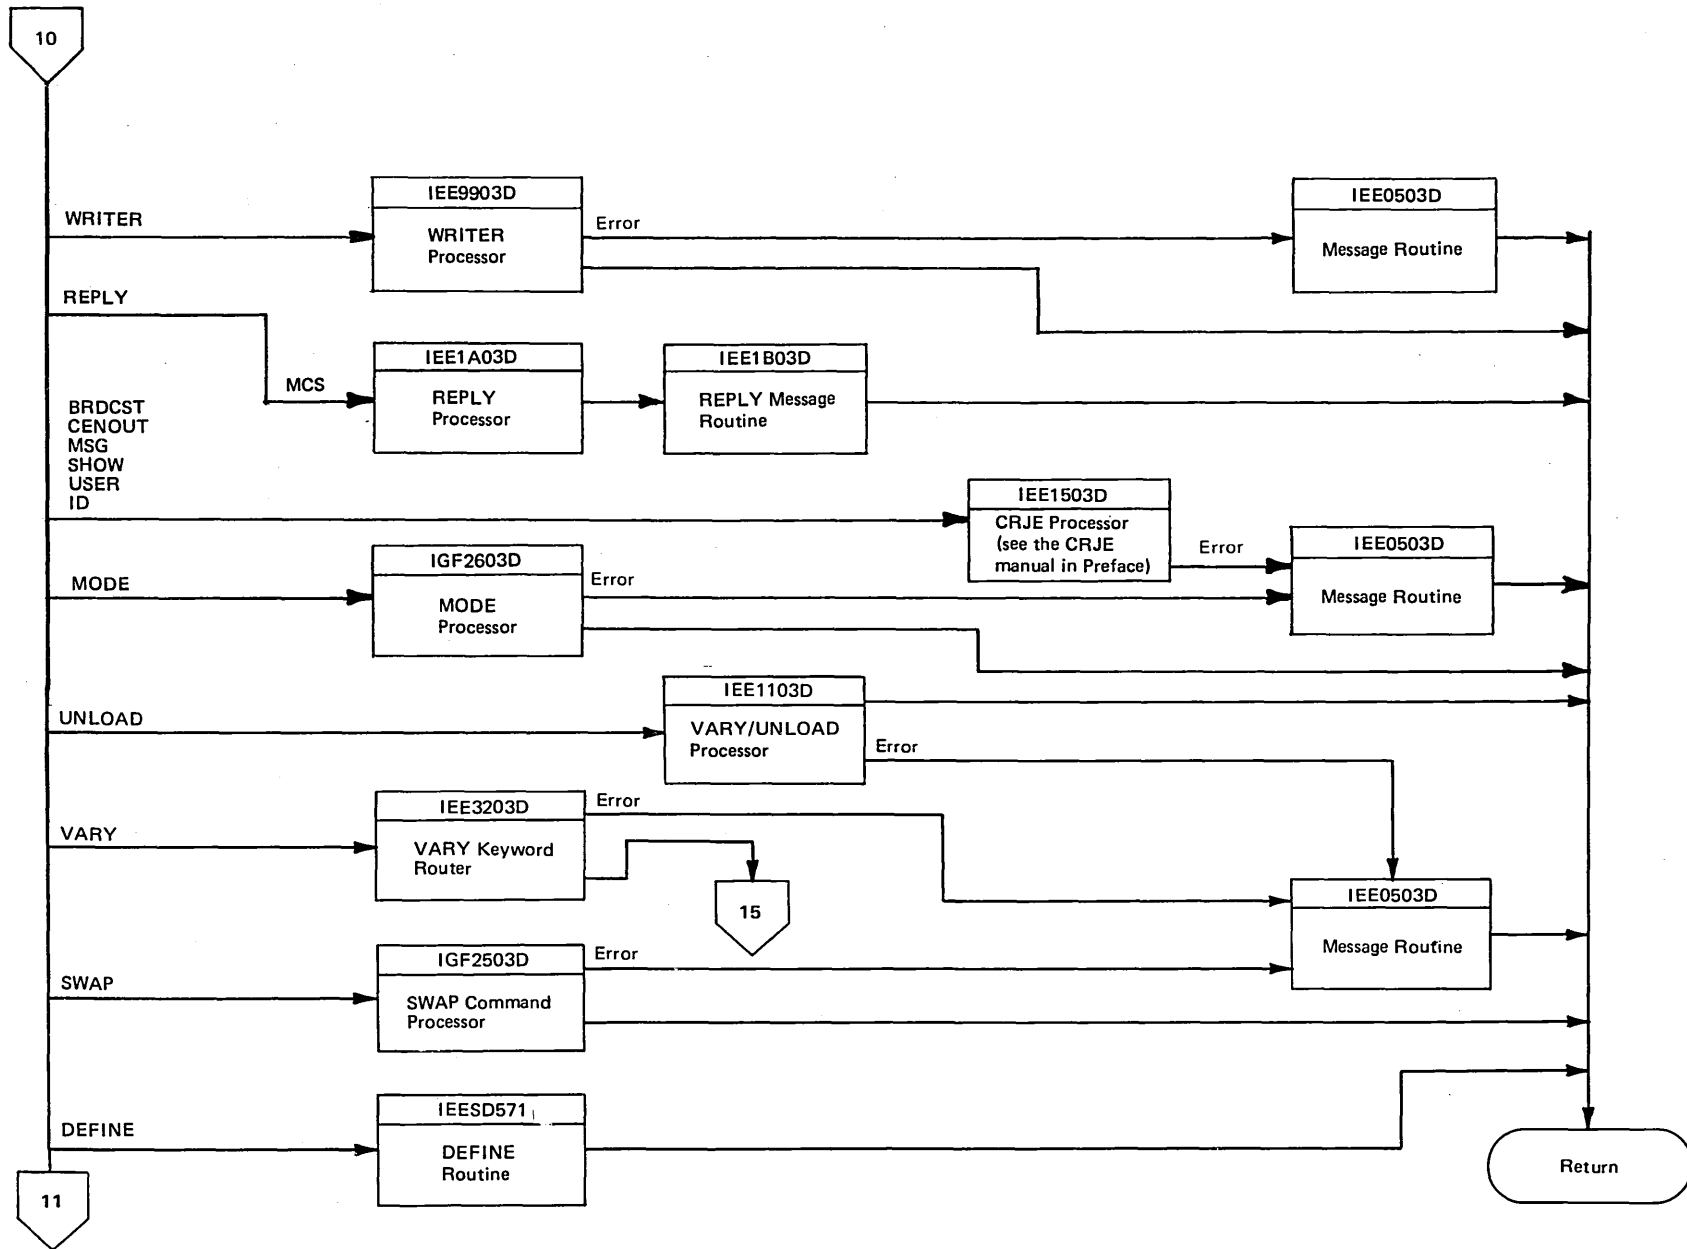 10
WRITER
IEE9903D
WRITER
Processor
Error
IEE0503D
Message Routine
REPLY
MCS
IEE1A03D
REPLY
Processor
IEE1B03D
REPLY Message
Routine
BRDCST
CENOUT
MSG
SHOW
USER
ID
IEE1503D
CRJE Processor
(see the CRJE
manual in Preface)
Error
IEE0503D
Message Routine
MODE
IGF2603D
MODE
Processor
Error
UNLOAD
IEE1103D
VARY/UNLOAD
Processor
Error
VARY
IEE3203D
VARY Keyword
Router
Error
15
IEE0503D
Message Routine
SWAP
IGF2503D
SWAP Command
Processor
Error
DEFINE
IEESD571
DEFINE
Routine
Return
11